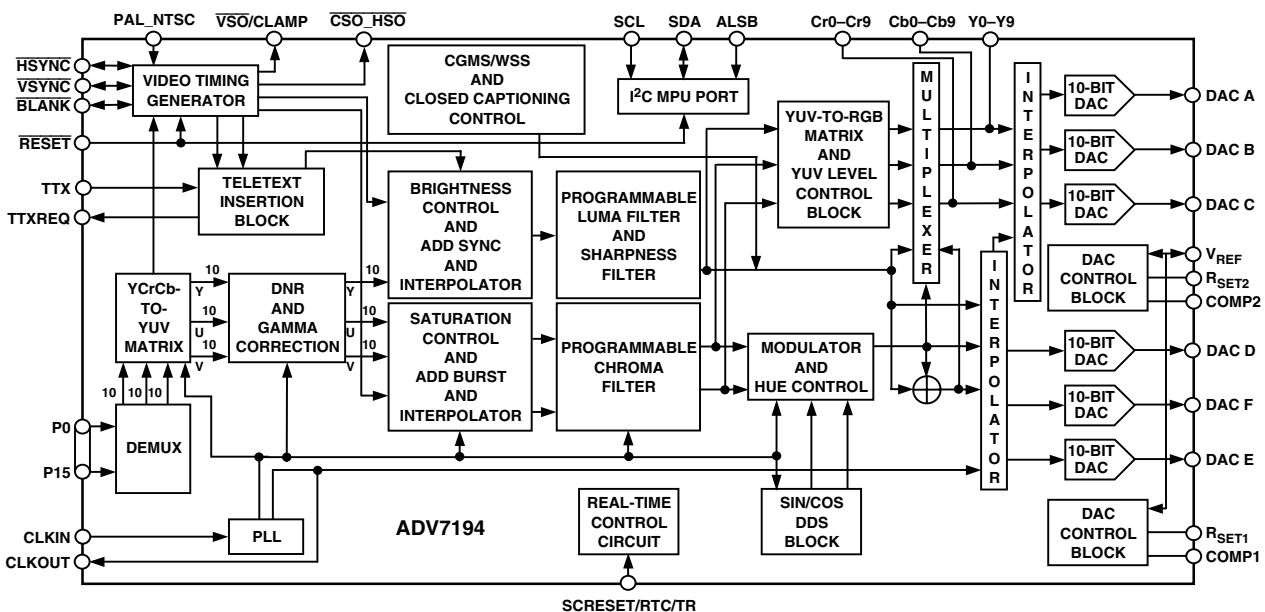 PAL_NTSC
VSO/CLAMP
CSO_HSO
SCL
SDA
ALSB
Cr0–Cr9
Cb0–Cb9
Y0–Y9
HSYNC
VSYNC
BLANK
RESET
TTX
TTXREQ
P0
P15
CLKIN
CLKOUT
VIDEO TIMING
GENERATOR
CGMS/WSS
AND
CLOSED CAPTIONING
CONTROL
I²C MPU PORT
TELETEXT
INSERTION
BLOCK
BRIGHTNESS
CONTROL
AND
ADD SYNC
AND
INTERPOLATOR
PROGRAMMABLE
LUMA FILTER
AND
SHARPNESS
FILTER
YUV-TO-RGB
MATRIX
AND
YUV LEVEL
CONTROL
BLOCK
MULTIPLEXER
INTERPOLATOR
10-BIT
DAC
DAC A
10-BIT
DAC
DAC B
10-BIT
DAC
DAC C
YCrCb-
TO-
YUV
MATRIX
10
Y
10
U
10
V
DNR
AND
GAMMA
CORRECTION
10
Y
10
U
10
V
SATURATION
CONTROL
AND
ADD BURST
AND
INTERPOLATOR
PROGRAMMABLE
CHROMA
FILTER
MODULATOR
AND
HUE CONTROL
INTERPOLATOR
DAC
CONTROL
BLOCK
VREF
RSET2
COMP2
10-BIT
DAC
DAC D
10-BIT
DAC
DAC F
10-BIT
DAC
DAC E
10
10
10
DEMUX
PLL
ADV7194
REAL-TIME
CONTROL
CIRCUIT
SIN/COS
DDS
BLOCK
DAC
CONTROL
BLOCK
RSET1
COMP1
SCRESET/RTC/TR